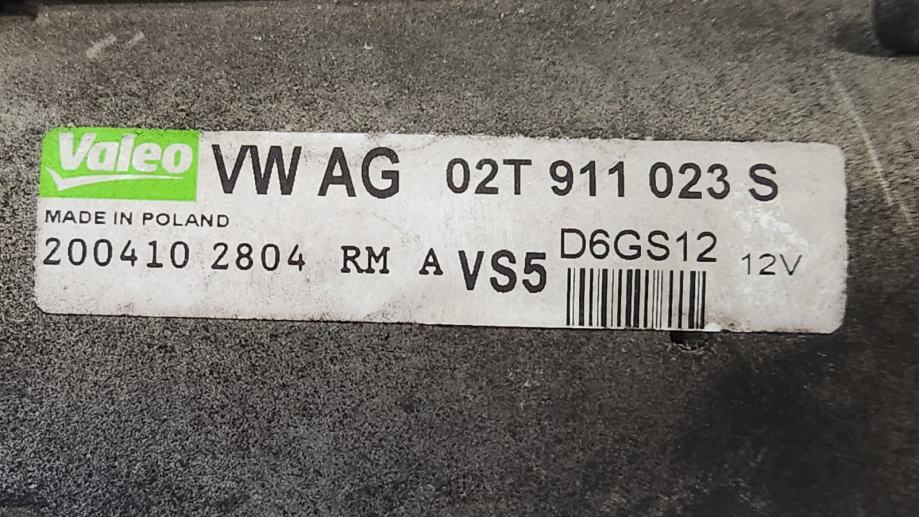 Valeo VW AG 02T 911 023 S
MADE IN POLAND
200410 2804 RM A VS5 D6GS12 12V